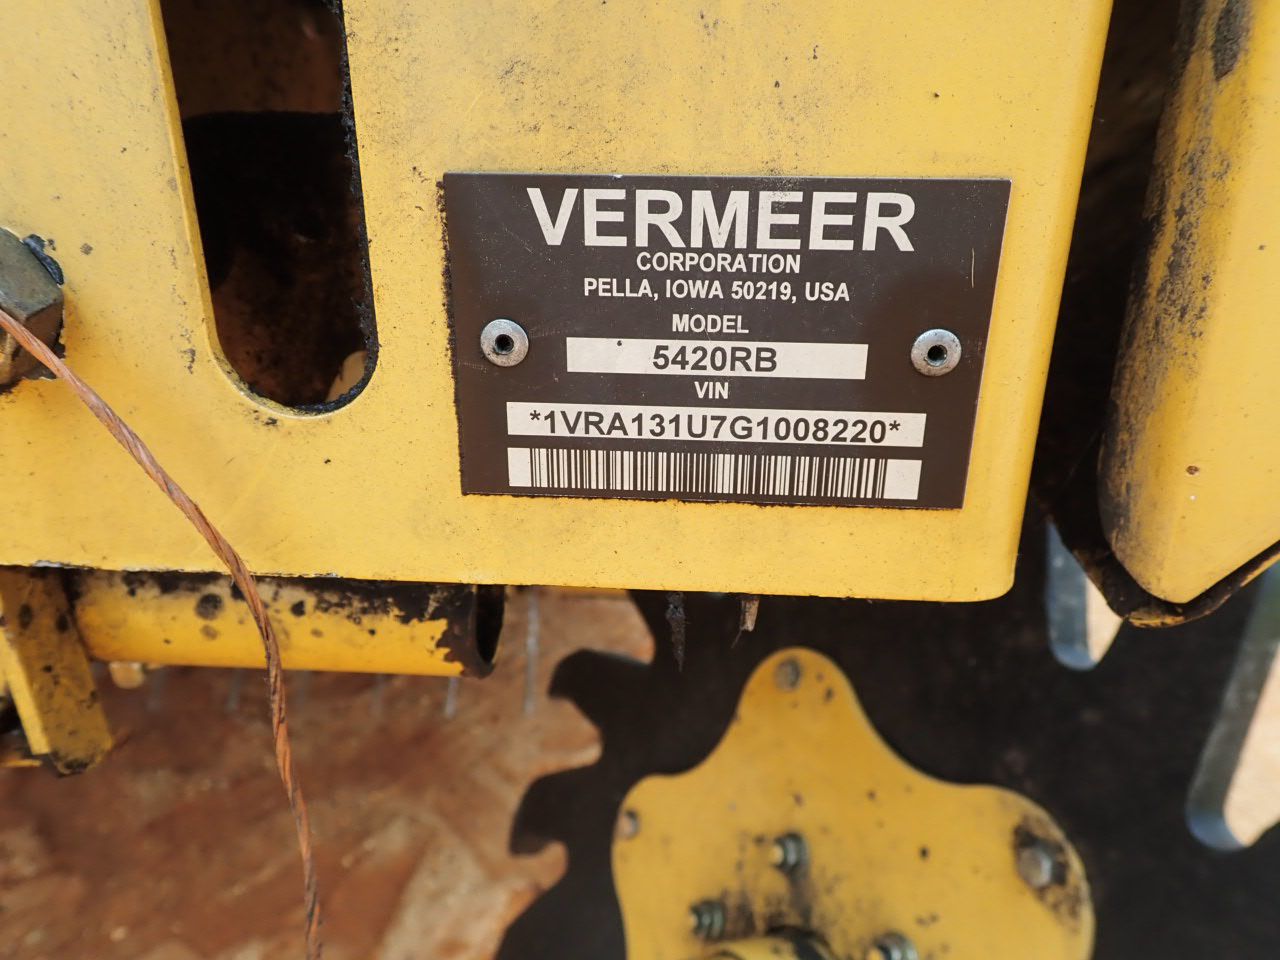 VERMEER
CORPORATION
PELLA, IOWA 50219, USA
MODEL
5420RB
VIN
*1VRA131U7G1008220*